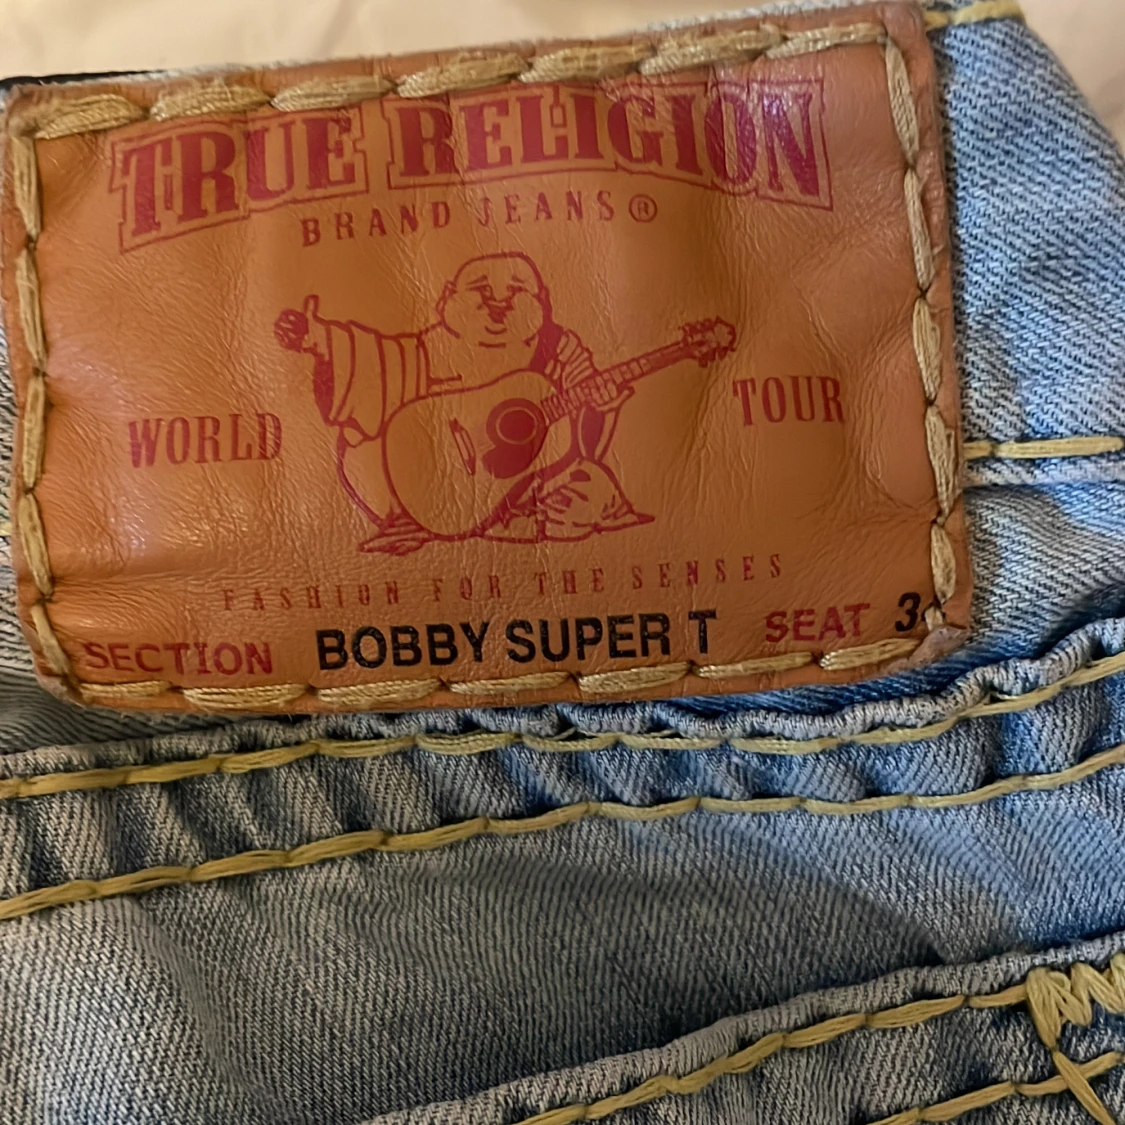 TRUE RELIGION
BRAND JEANS®
WORLD TOUR
FASHION FOR THE SENSES
SECTION BOBBY SUPER T SEAT